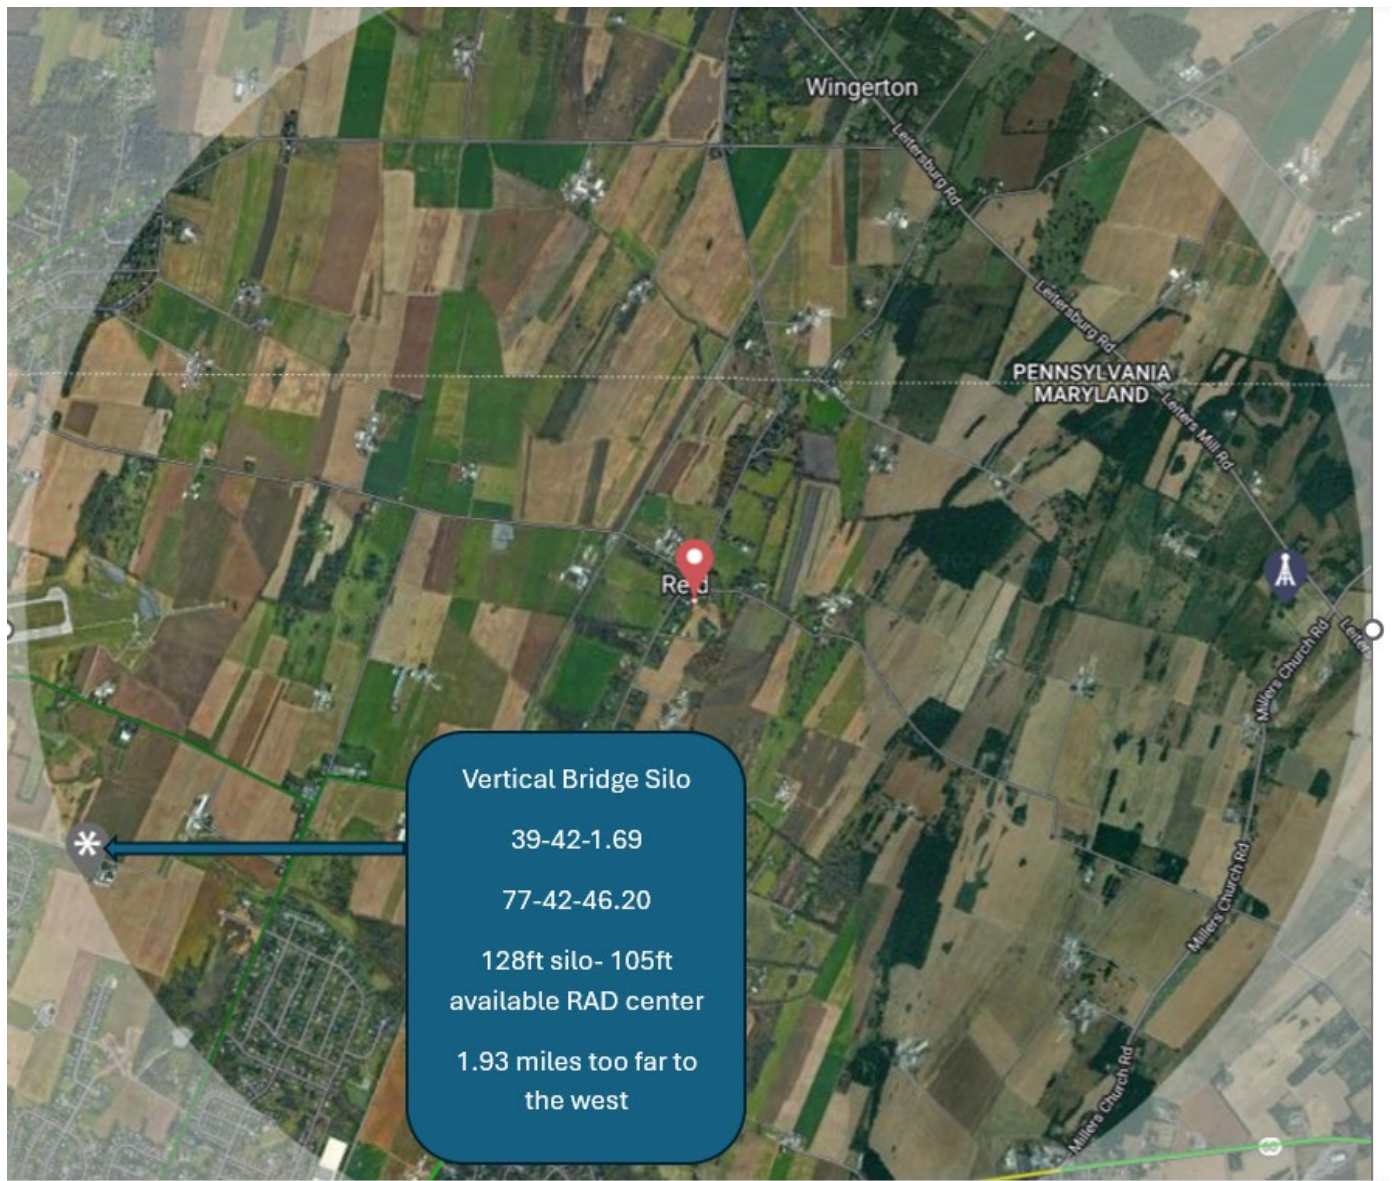 Wingerton
Leitersburg Rd
Leitersburg Rd
PENNSYLVANIA
MARYLAND
Leiters Mill Rd
Reid
Leiters
Millers Church Rd
Vertical Bridge Silo
39-42-1.69
77-42-46.20
128ft silo- 105ft
available RAD center
1.93 miles too far to
the west
Millers Church Rd
Millers Church Rd